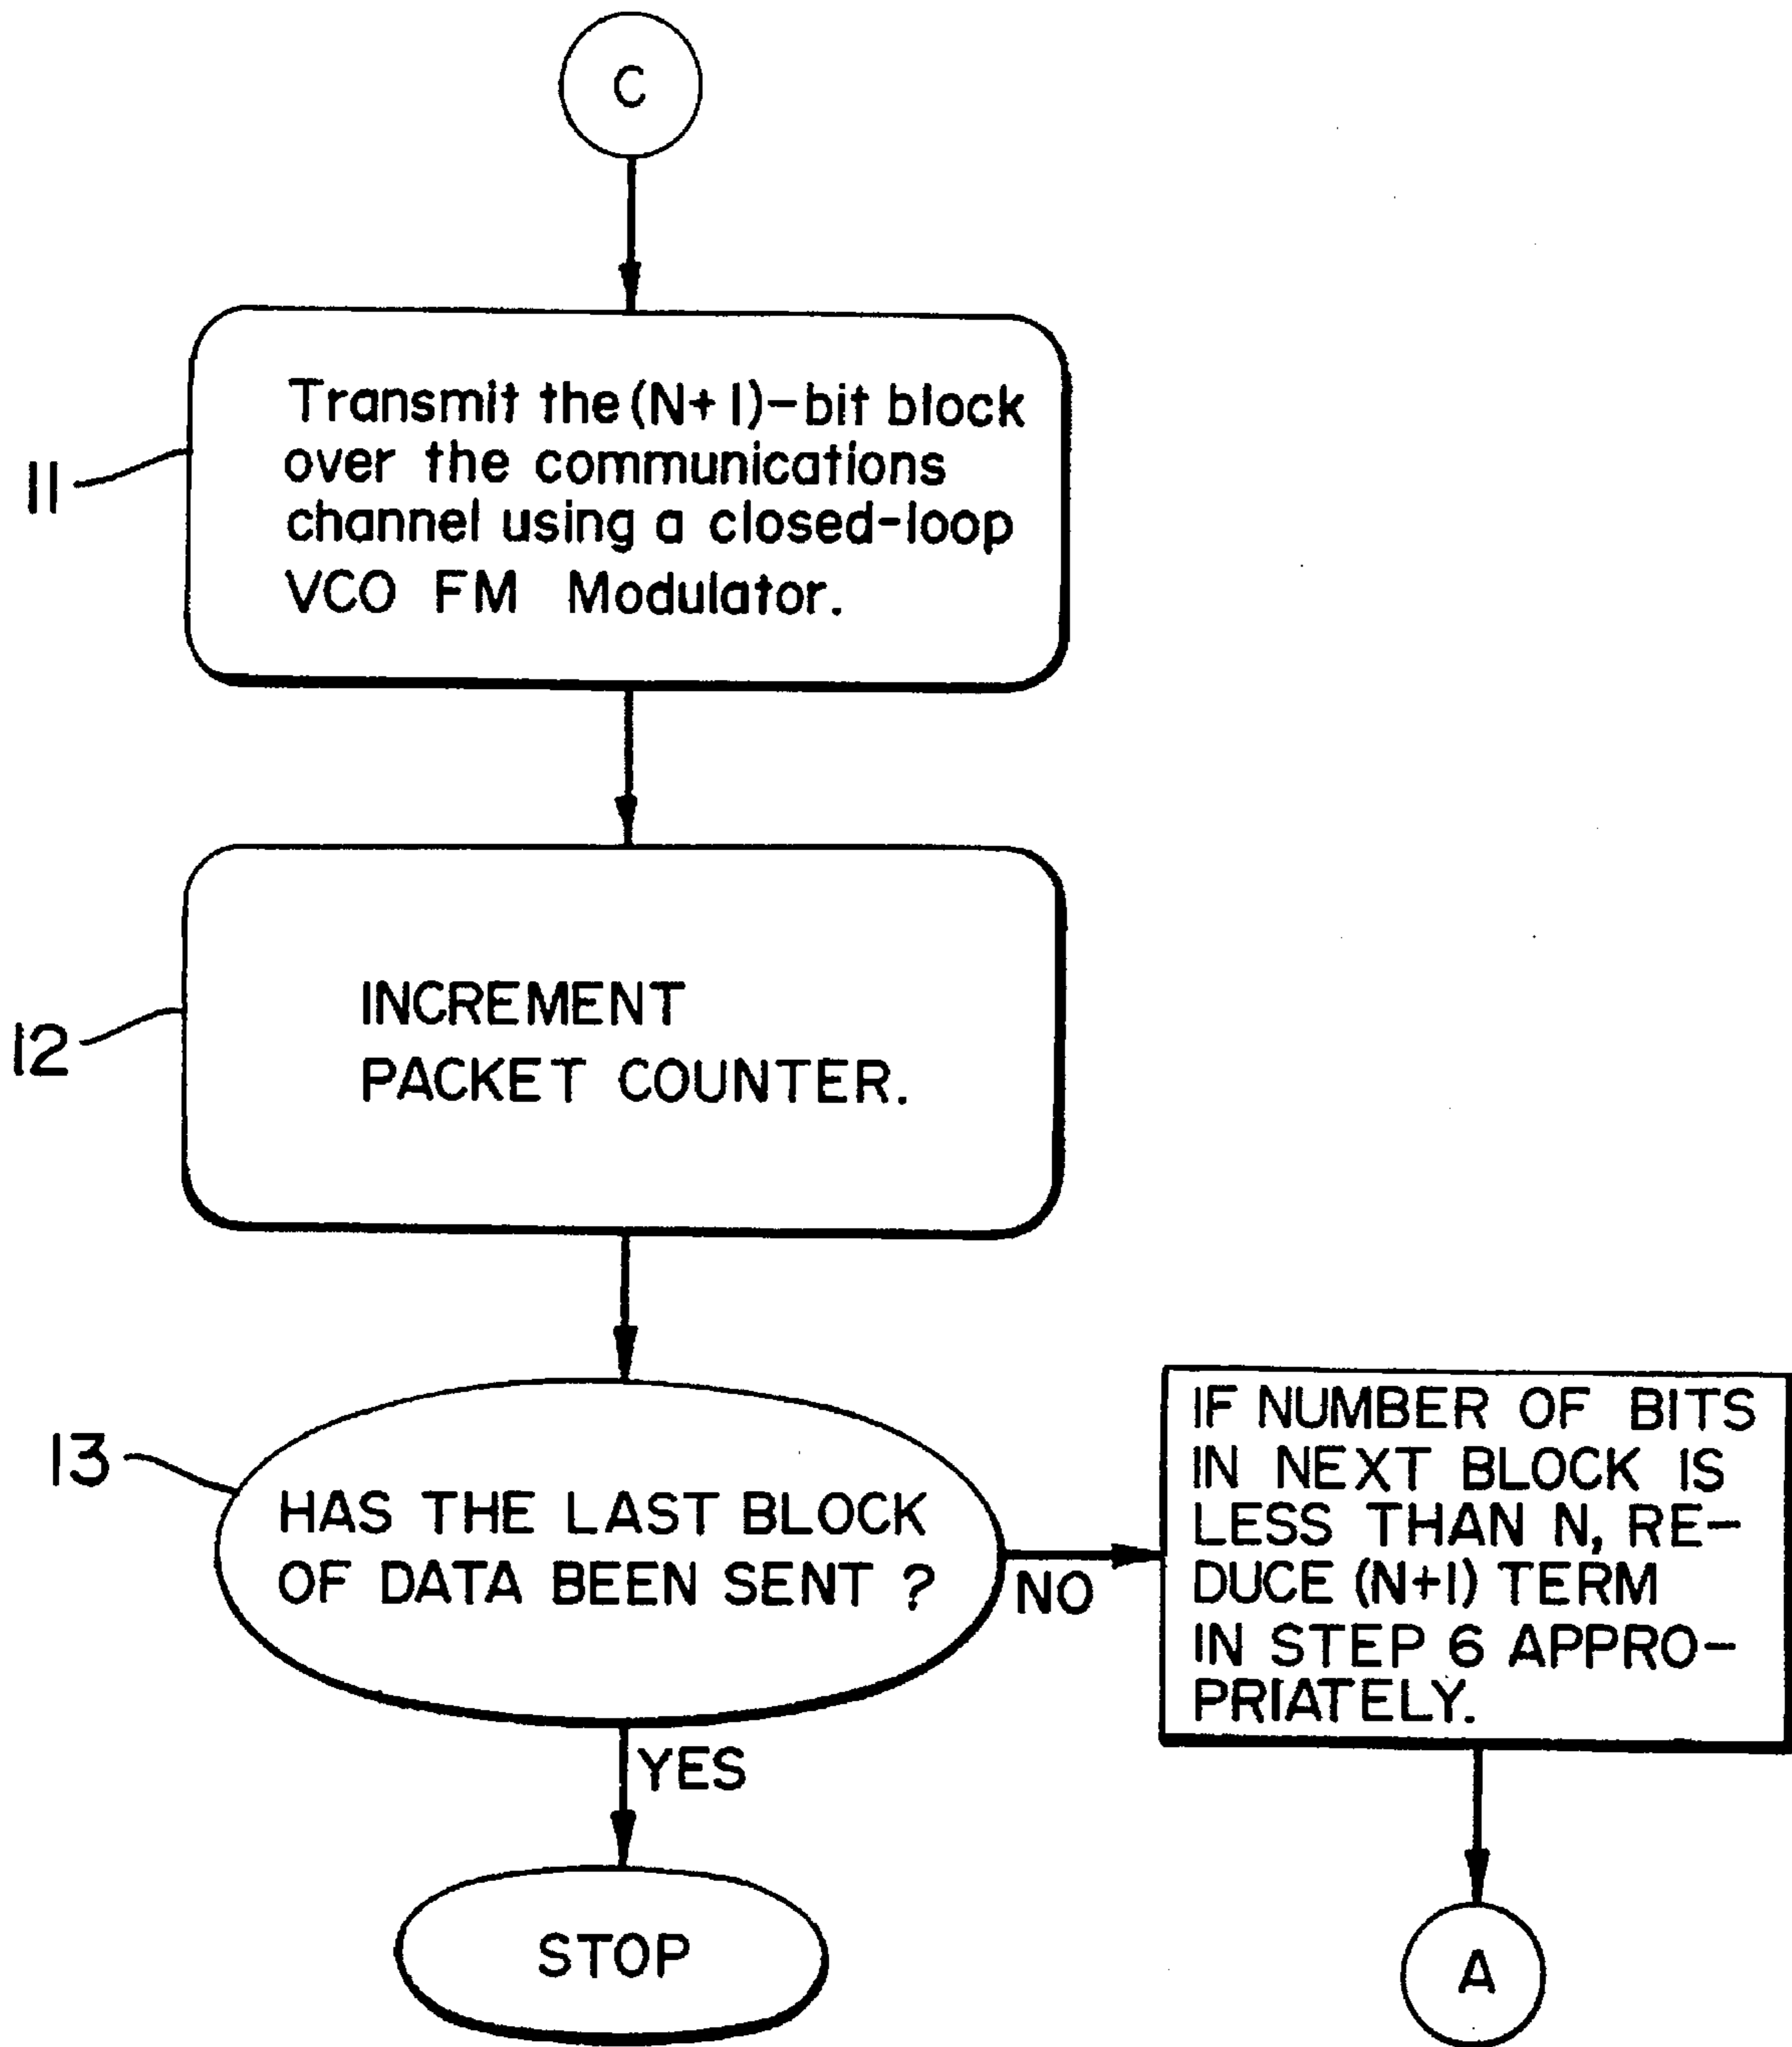 C
Transmit the (N+1)-bit block
over the communications
channel using a closed-loop
VCO FM Modulator.
11
INCREMENT
PACKET COUNTER.
12
13
HAS THE LAST BLOCK
OF DATA BEEN SENT ?
NO
IF NUMBER OF BITS
IN NEXT BLOCK IS
LESS THAN N, RE-
DUCE (N+1) TERM
IN STEP 6 APPRO-
PRIATELY.
YES
STOP
A